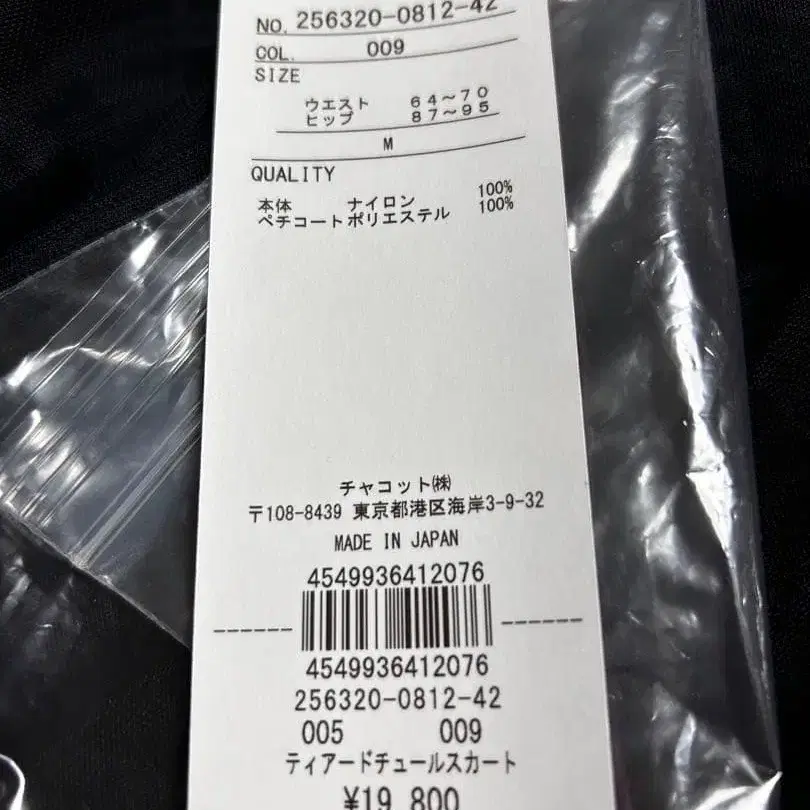 NO. 256320-0812-42
COL. 009
SIZE
ウエスト 64～70
ヒップ 87～95
M
QUALITY
本体 ナイロン 100%
ペチコートポリエステル 100%
チャコット㈱
〒108-8439 東京都港区海岸3-9-32
MADE IN JAPAN
4549936412076
4549936412076
256320-0812-42
005 009
ティアードチュールスカート
¥19,800